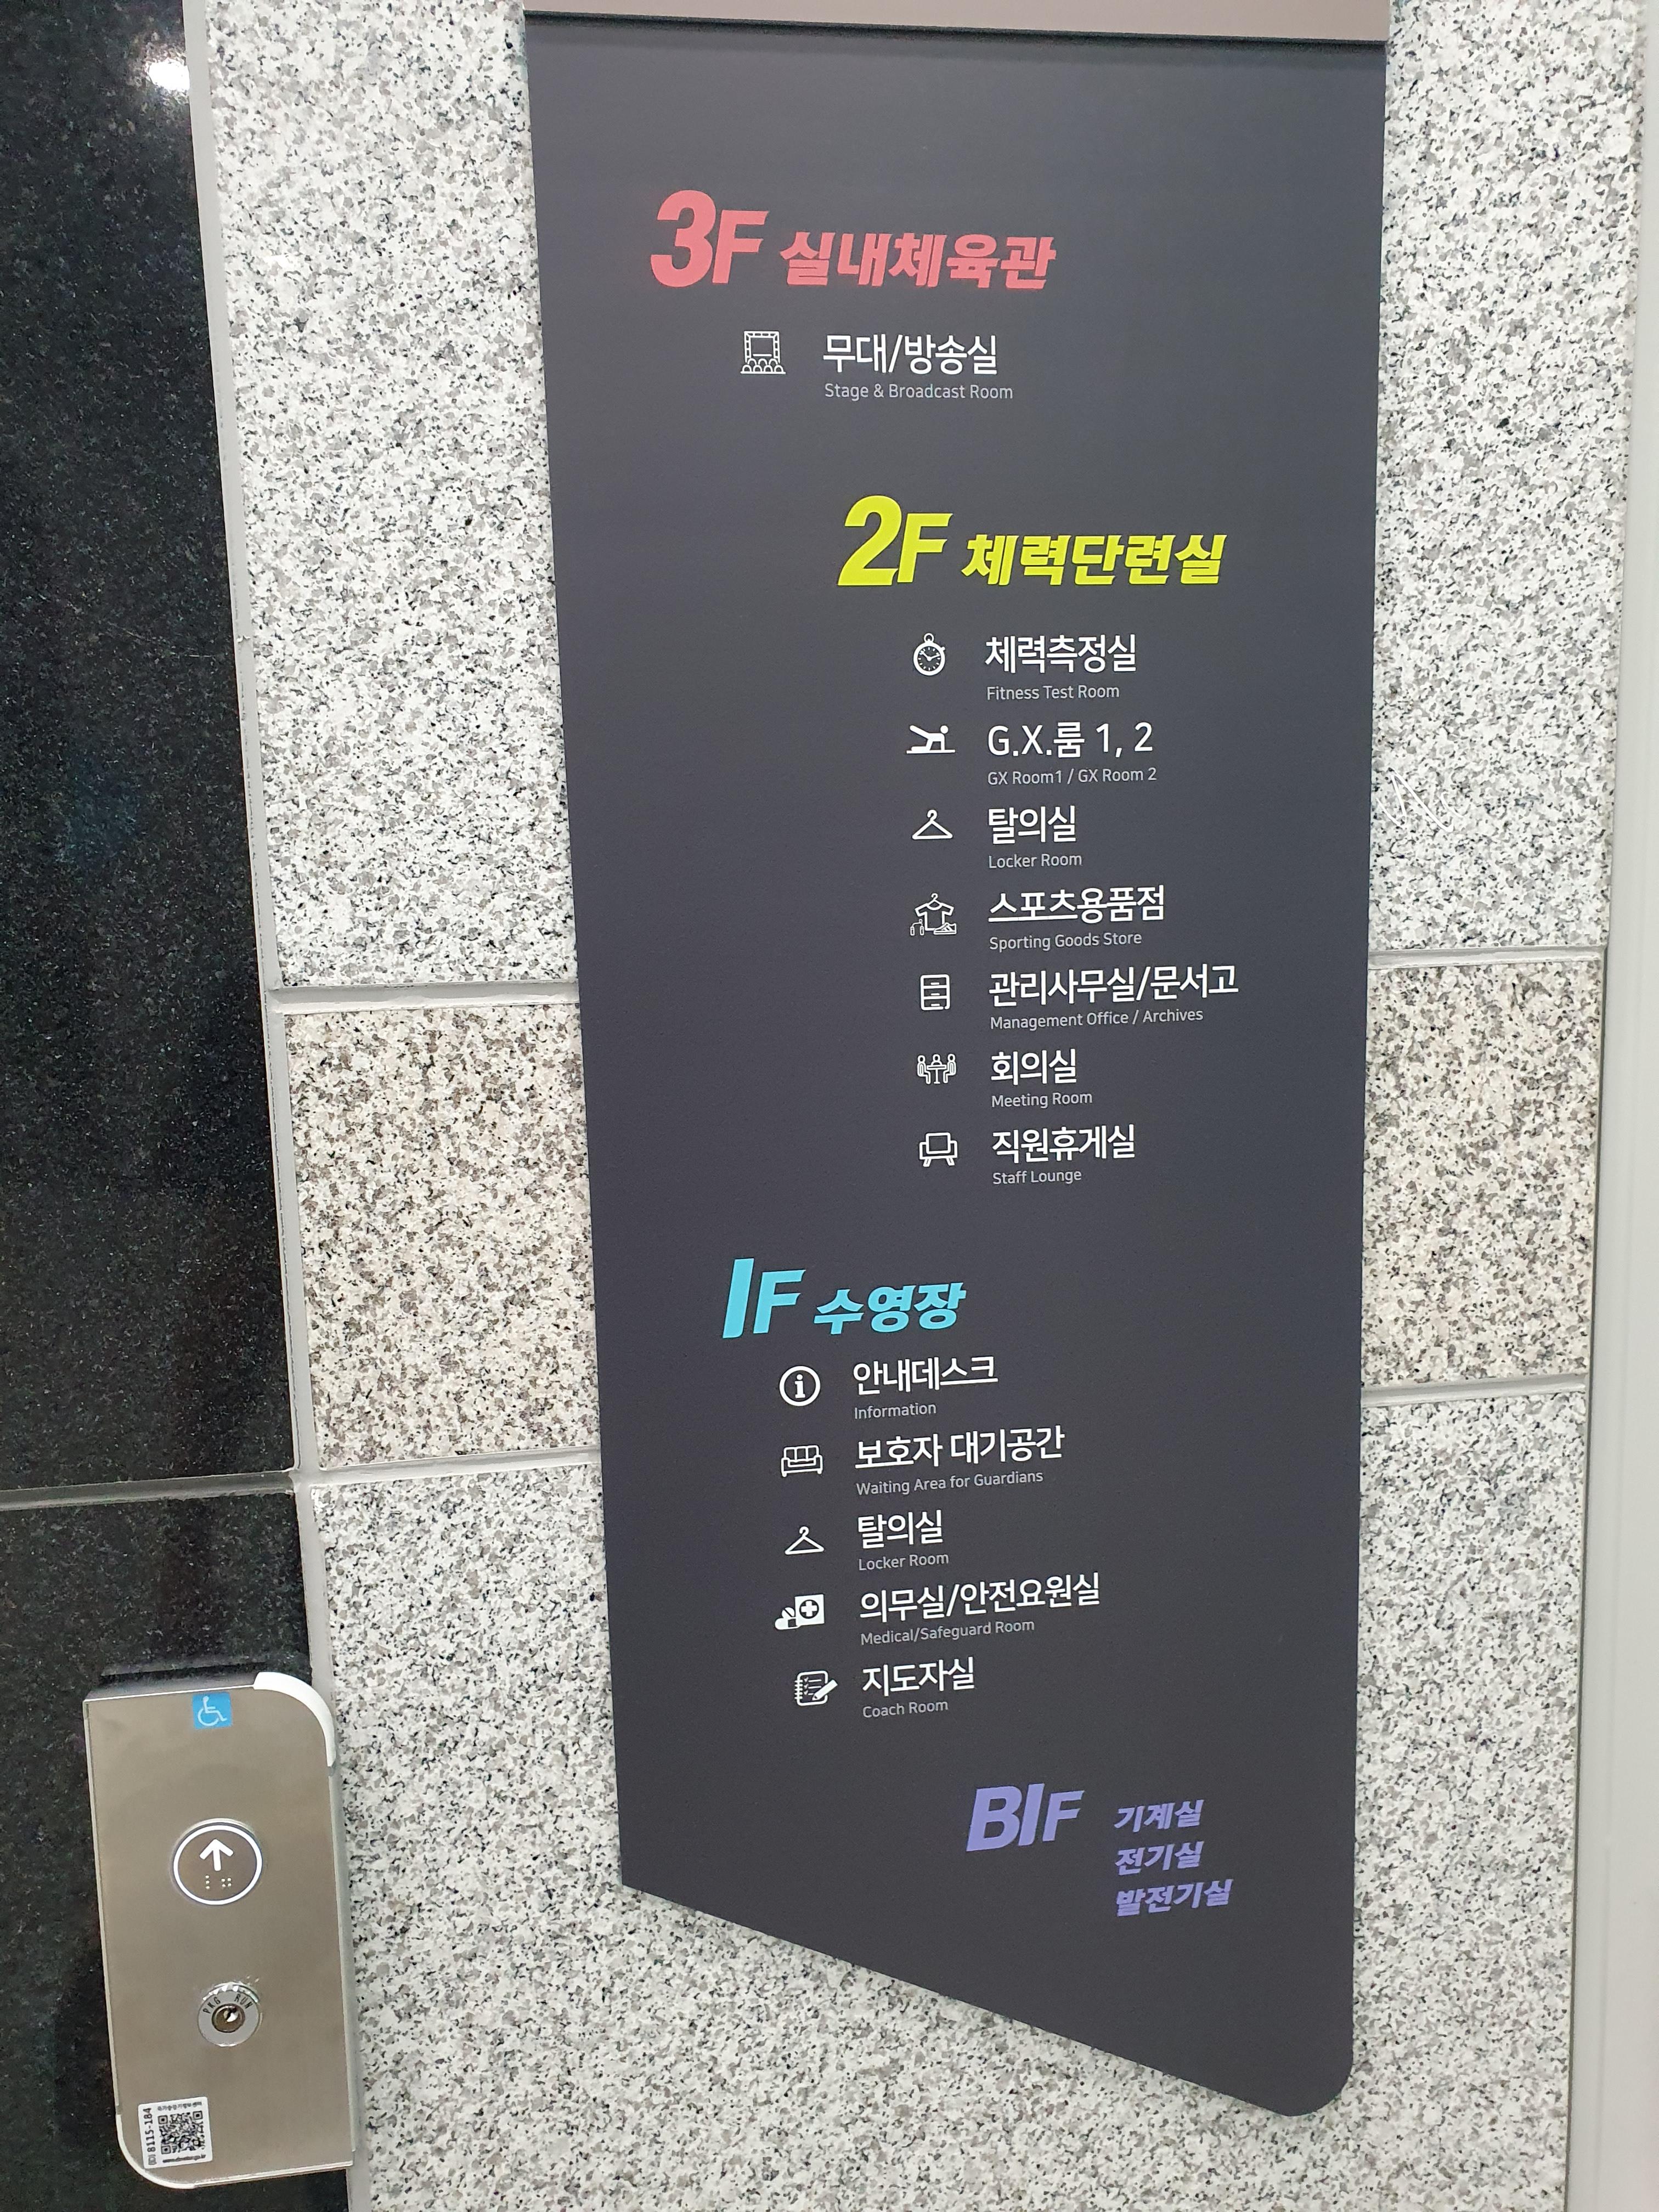 3F 실내체육관
무대/방송실
Stage & Broadcast Room
2F 체력단련실
체력측정실
Fitness Test Room
G.X.룸 1, 2
GX Room1 / GX Room 2
탈의실
Locker Room
스포츠용품점
Sporting Goods Store
관리사무실/문서고
Management Office / Archives
회의실
Meeting Room
직원휴게실
Staff Lounge
1F 수영장
안내데스크
Information
보호자 대기공간
Waiting Area for Guardians
탈의실
Locker Room
의무실/안전요원실
Medical/Safeguard Room
지도자실
Coach Room
B1F 기계실
전기실
발전기실
RUN
8115-184